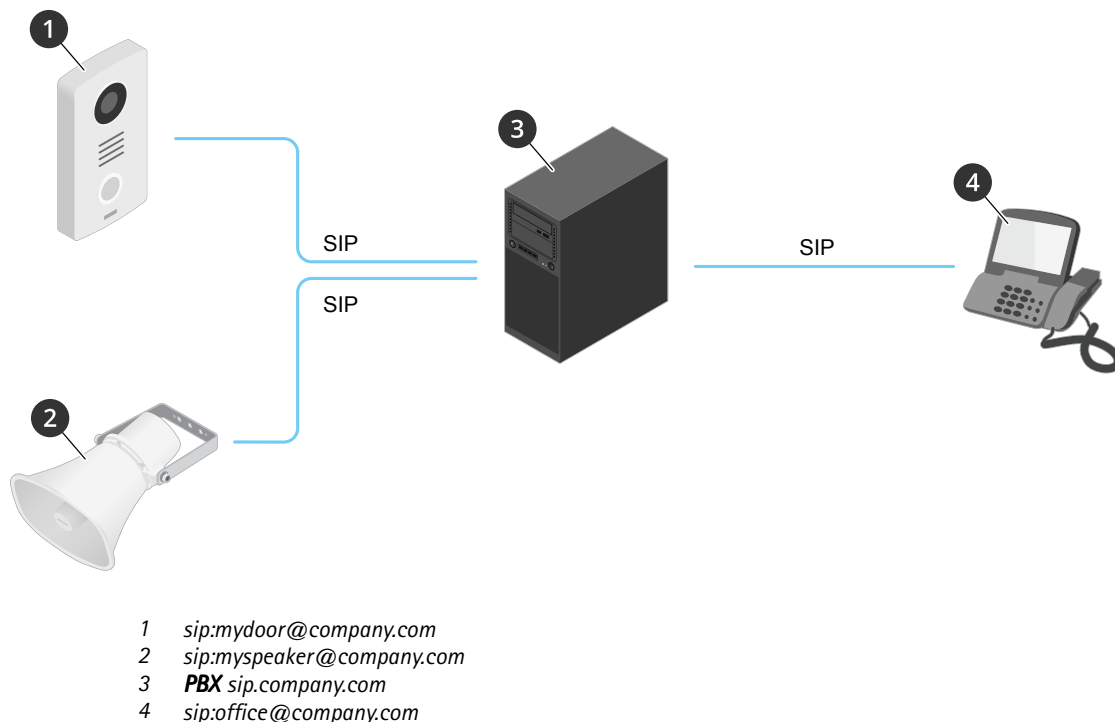 1
3
4
SIP
SIP
SIP
2
1 sip:mydoor@company.com
2 sip:myspeaker@company.com
3 PBX sip.company.com
4 sip:office@company.com